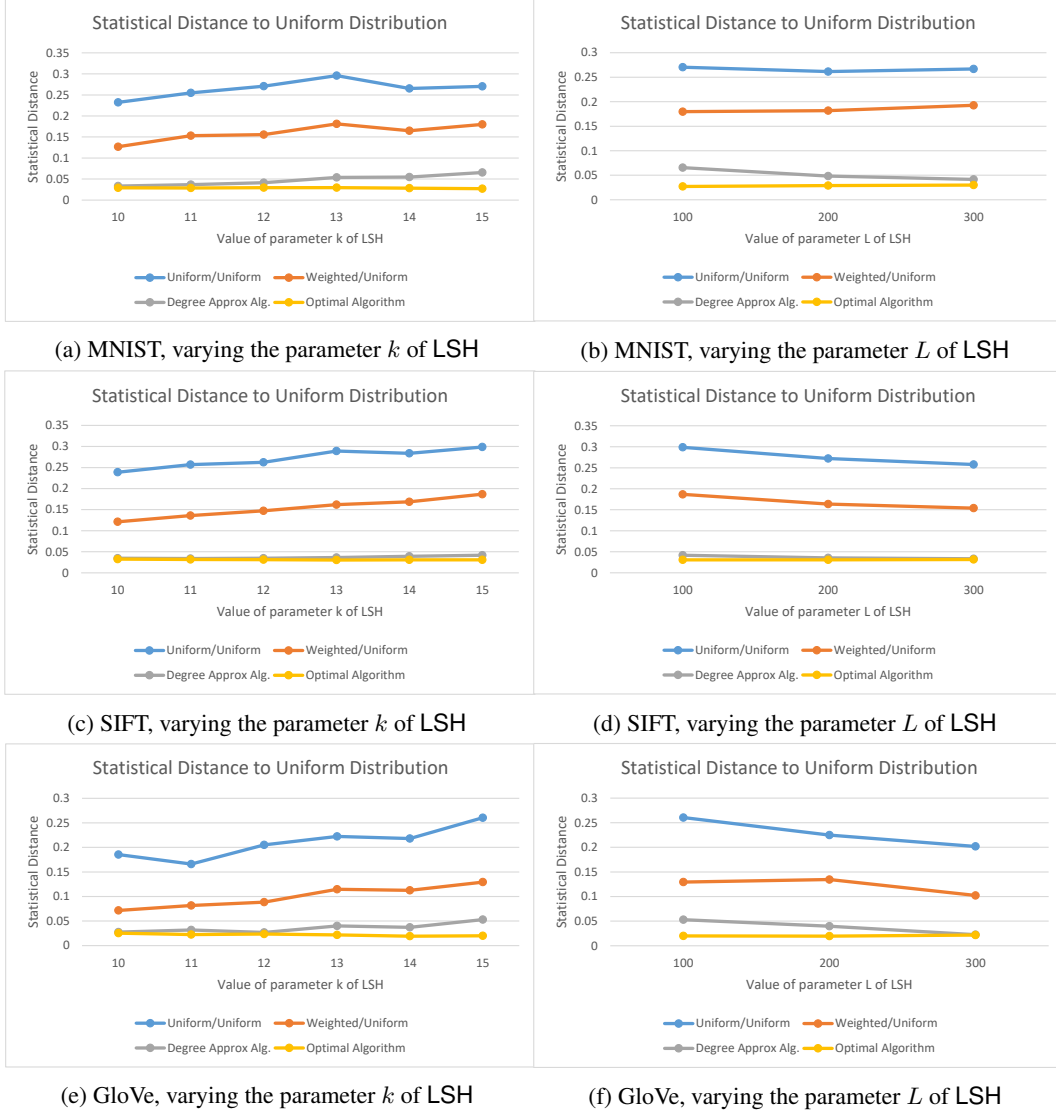 Statistical Distance to Uniform Distribution
Statistical Distance
0.35
0.3
0.25
0.2
0.15
0.1
0.05
0
10 11 12 13 14 15
Value of parameter k of LSH
Uniform/Uniform Weighted/Uniform
Degree Approx Alg. Optimal Algorithm
(a) MNIST, varying the parameter k of LSH
Statistical Distance to Uniform Distribution
Statistical Distance
0.3
0.25
0.2
0.15
0.1
0.05
0
100 200 300
Value of parameter L of LSH
Uniform/Uniform Weighted/Uniform
Degree Approx Alg. Optimal Algorithm
(b) MNIST, varying the parameter L of LSH
Statistical Distance to Uniform Distribution
Statistical Distance
0.35
0.3
0.25
0.2
0.15
0.1
0.05
0
10 11 12 13 14 15
Value of parameter k of LSH
Uniform/Uniform Weighted/Uniform
Degree Approx Alg. Optimal Algorithm
(c) SIFT, varying the parameter k of LSH
Statistical Distance to Uniform Distribution
Statistical Distance
0.35
0.3
0.25
0.2
0.15
0.1
0.05
0
100 200 300
Value of parameter L of LSH
Uniform/Uniform Weighted/Uniform
Degree Approx Alg. Optimal Algorithm
(d) SIFT, varying the parameter L of LSH
Statistical Distance to Uniform Distribution
Statistical Distance
0.3
0.25
0.2
0.15
0.1
0.05
0
10 11 12 13 14 15
Value of parameter k of LSH
Uniform/Uniform Weighted/Uniform
Degree Approx Alg. Optimal Algorithm
(e) GloVe, varying the parameter k of LSH
Statistical Distance to Uniform Distribution
Statistical Distance
0.3
0.25
0.2
0.15
0.1
0.05
0
100 200 300
Value of parameter L of LSH
Uniform/Uniform Weighted/Uniform
Degree Approx Alg. Optimal Algorithm
(f) GloVe, varying the parameter L of LSH